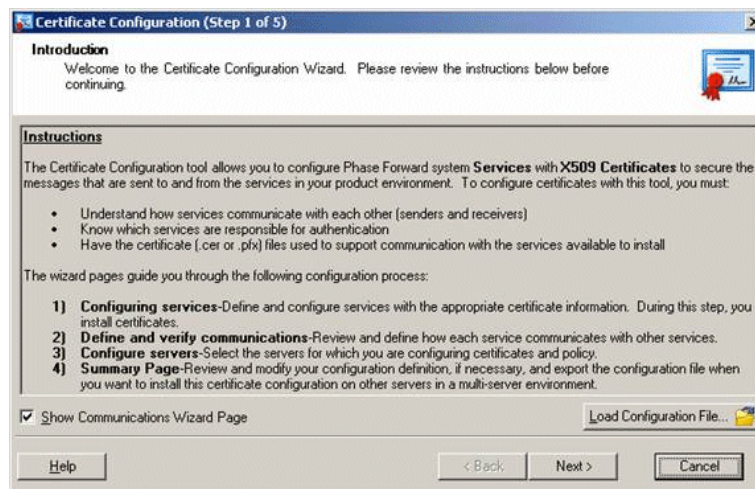 Certificate Configuration (Step 1 of 5)
Introduction
Welcome to the Certificate Configuration Wizard. Please review the instructions below before
continuing.
Instructions
The Certificate Configuration tool allows you to configure Phase Forward system Services with X509 Certificates to secure the
messages that are sent to and from the services in your product environment. To configure certificates with this tool, you must:
• Understand how services communicate with each other (senders and receivers)
• Know which services are responsible for authentication
• Have the certificate (.cer or .pfx) files used to support communication with the services available to install
The wizard pages guide you through the following configuration process:
1) Configuring services-Define and configure services with the appropriate certificate information. During this step, you
install certificates.
2) Define and verify communications-Review and define how each service communicates with other services.
3) Configure servers-Select the servers for which you are configuring certificates and policy.
4) Summary Page-Review and modify your configuration definition, if necessary, and export the configuration file when
you want to install this certificate configuration on other servers in a multi-server environment.
Show Communications Wizard Page
Load Configuration File...
Help
< Back
Next >
Cancel